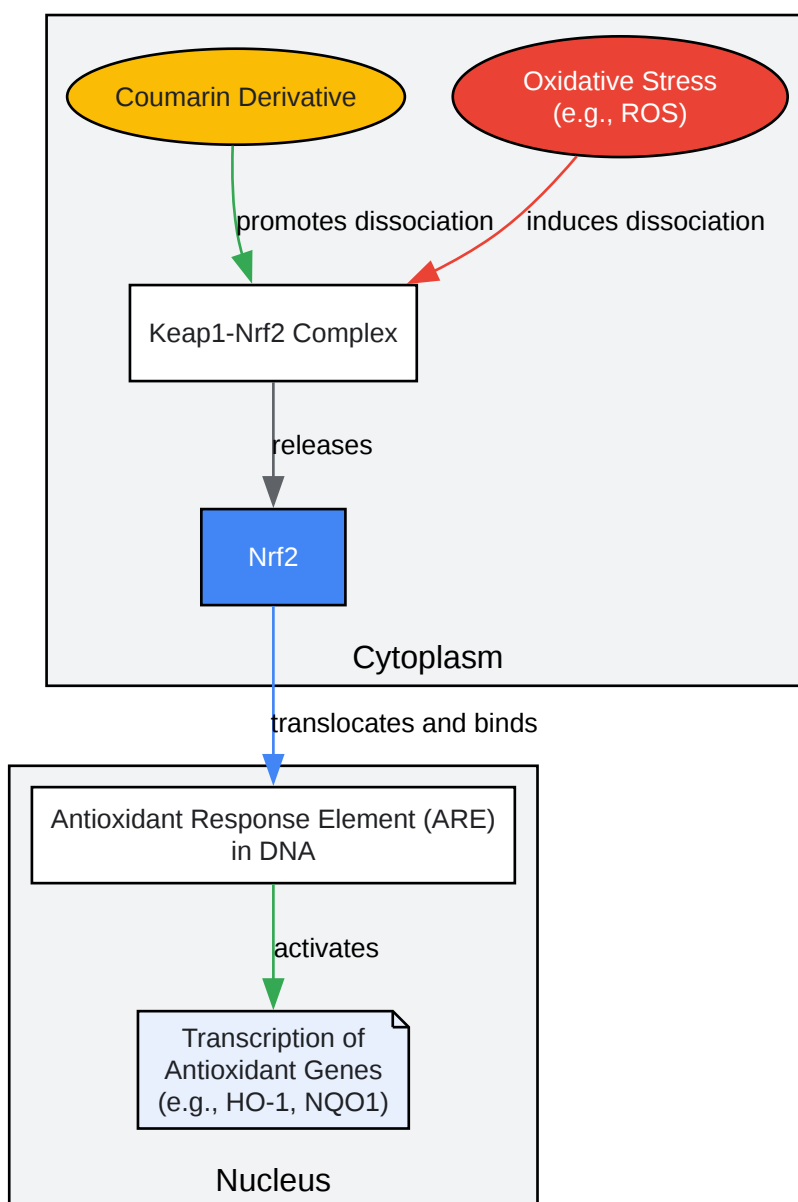 Coumarin Derivative
Oxidative Stress
(e.g., ROS)
promotes dissociation
induces dissociation
Keap1-Nrf2 Complex
releases
Nrf2
Cytoplasm
translocates and binds
Antioxidant Response Element (ARE)
in DNA
activates
Transcription of
Antioxidant Genes
(e.g., HO-1, NQO1)
Nucleus